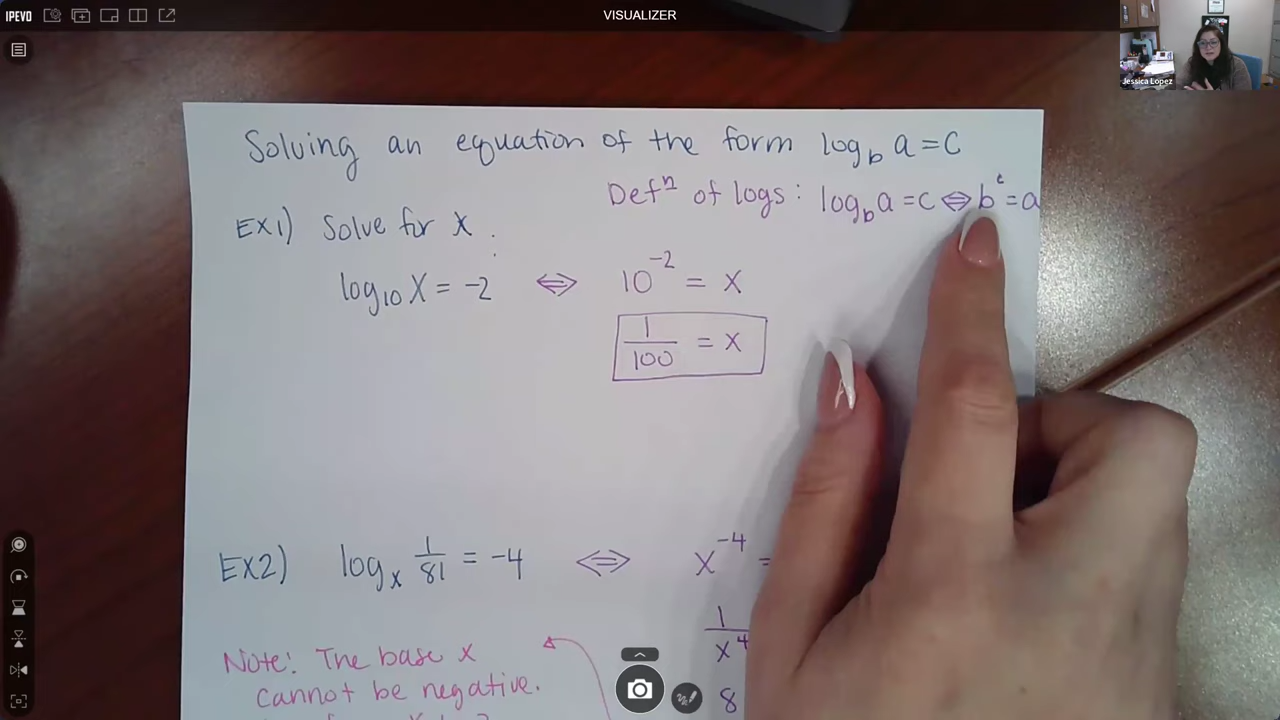 IPEVO
VISUALIZER
Jessica Lopez
Solving an equation of the form log_b a = c
Def^n of logs: log_b a = c ⇔ b^c = a
EX1) Solve for x.
log_10 x = -2 ⇔ 10^-2 = x
1/100 = x
EX2) log_x 1/81 = -4 ⇔ x^-4 =
1/x^4
Note: The base x
cannot be negative.
8